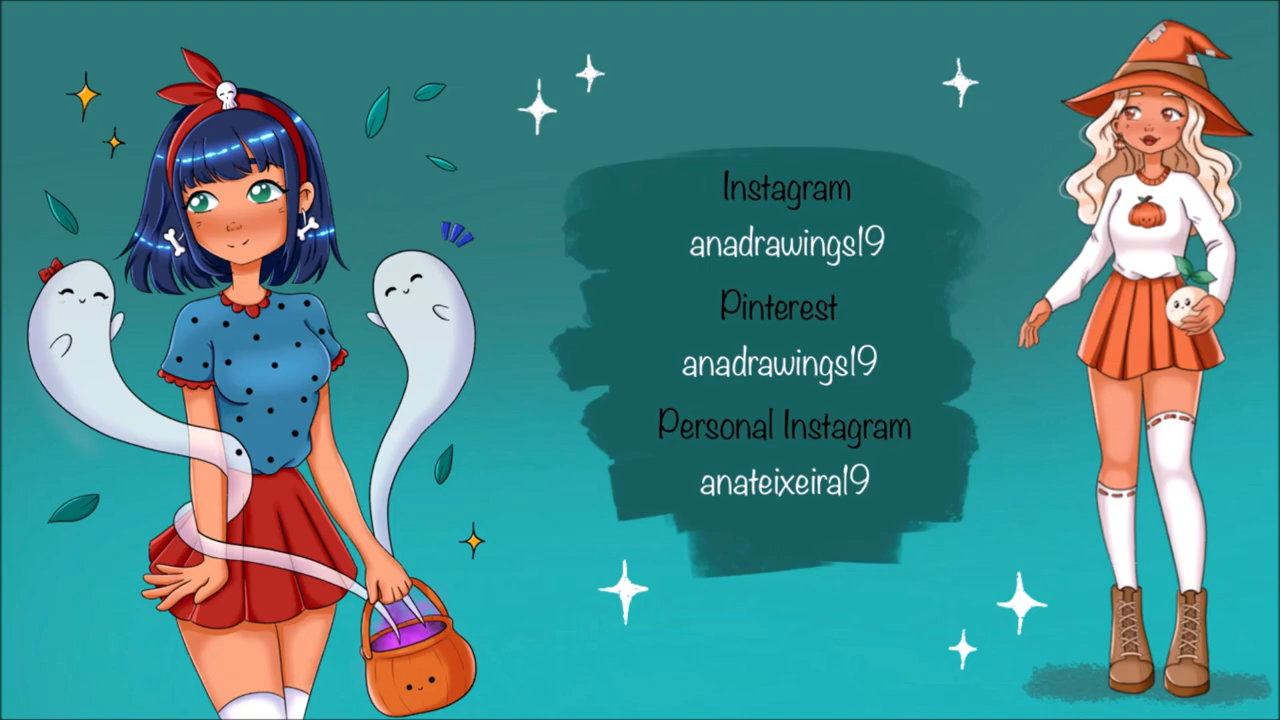 Instagram
anadrawings19
Pinterest
anadrawings19
Personal Instagram
anateixeira19